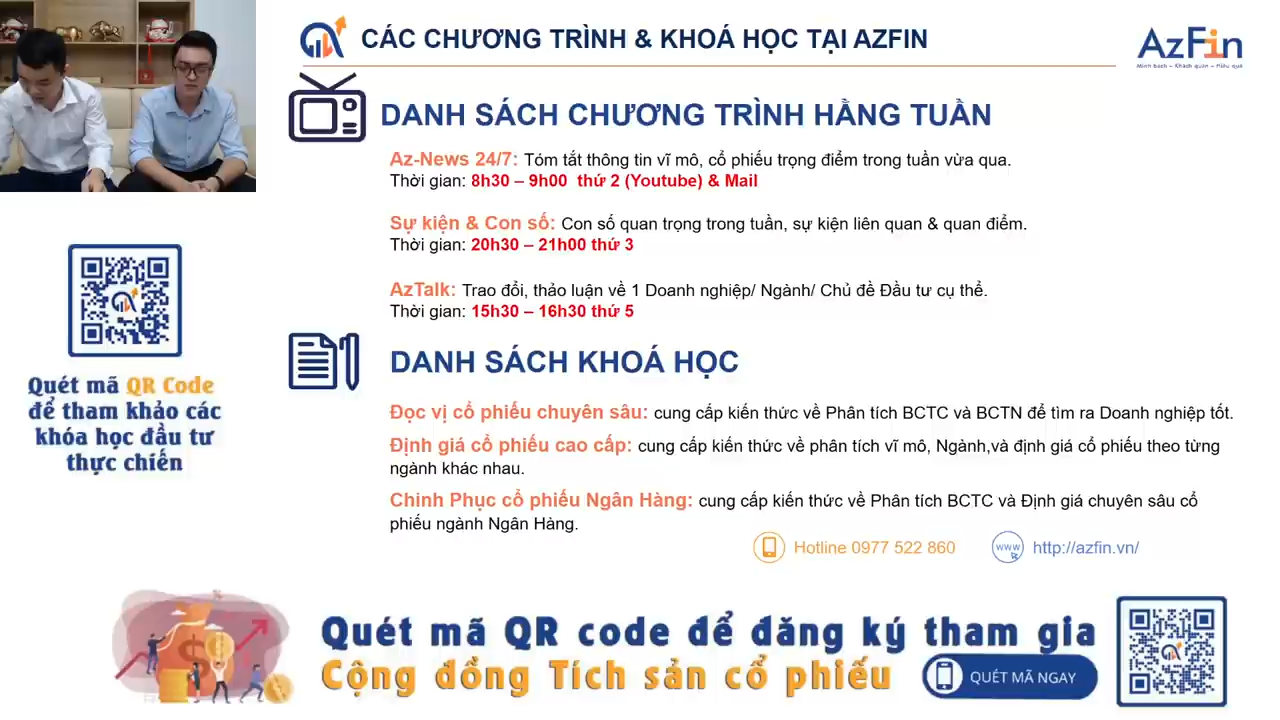 CÁC CHƯƠNG TRÌNH & KHOÁ HỌC TẠI AZFIN
AzFin
Minh bạch – Khách quan – Hiệu quả
DANH SÁCH CHƯƠNG TRÌNH HẰNG TUẦN
Az-News 24/7: Tóm tắt thông tin vĩ mô, cổ phiếu trọng điểm trong tuần vừa qua.
Thời gian: 8h30 – 9h00 thứ 2 (Youtube) & Mail
Sự kiện & Con số: Con số quan trọng trong tuần, sự kiện liên quan & quan điểm.
Thời gian: 20h30 – 21h00 thứ 3
AzTalk: Trao đổi, thảo luận về 1 Doanh nghiệp/ Ngành/ Chủ đề Đầu tư cụ thể.
Thời gian: 15h30 – 16h30 thứ 5
DANH SÁCH KHOÁ HỌC
Đọc vị cổ phiếu chuyên sâu: cung cấp kiến thức về Phân tích BCTC và BCTN để tìm ra Doanh nghiệp tốt.
Định giá cổ phiếu cao cấp: cung cấp kiến thức về phân tích vĩ mô, Ngành,và định giá cổ phiếu theo từng
ngành khác nhau.
Chinh Phục cổ phiếu Ngân Hàng: cung cấp kiến thức về Phân tích BCTC và Định giá chuyên sâu cổ
phiếu ngành Ngân Hàng.
Hotline 0977 522 860
www
http://azfin.vn/
Quét mã QR Code
để tham khảo các
khóa học đầu tư
thực chiến
Quét mã QR code để đăng ký tham gia
Cộng đồng Tích sản cổ phiếu
QUÉT MÃ NGAY